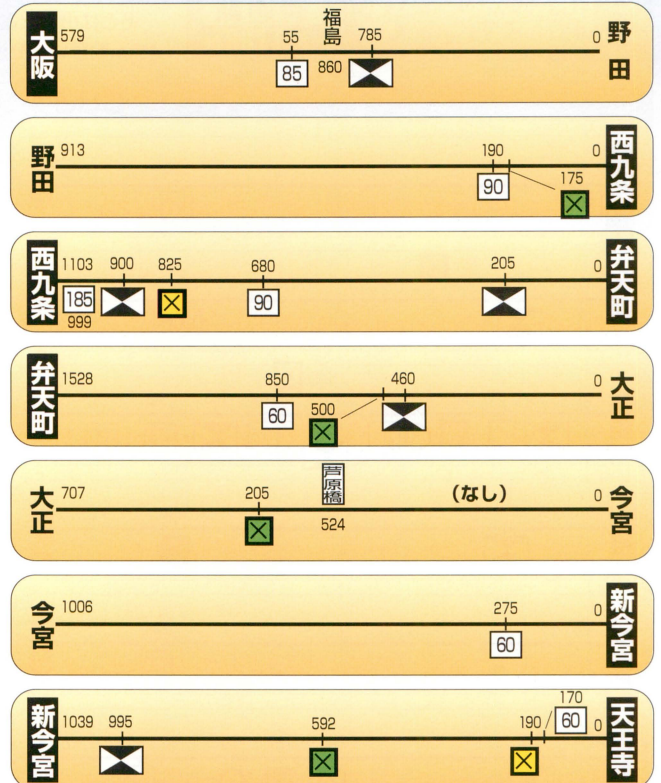 大阪 579 55 福島 785 0 野田
85 860
野田 913 190 0 西九条
90 175
西九条 1103 900 825 680 205 0 弁天町
185 90
999
弁天町 1528 850 460 0 大正
60 500
大正 707 205 芦原橋 (なし) 0 今宮
524
今宮 1006 275 0 新今宮
60
新今宮 1039 995 592 190 170 0 天王寺
60